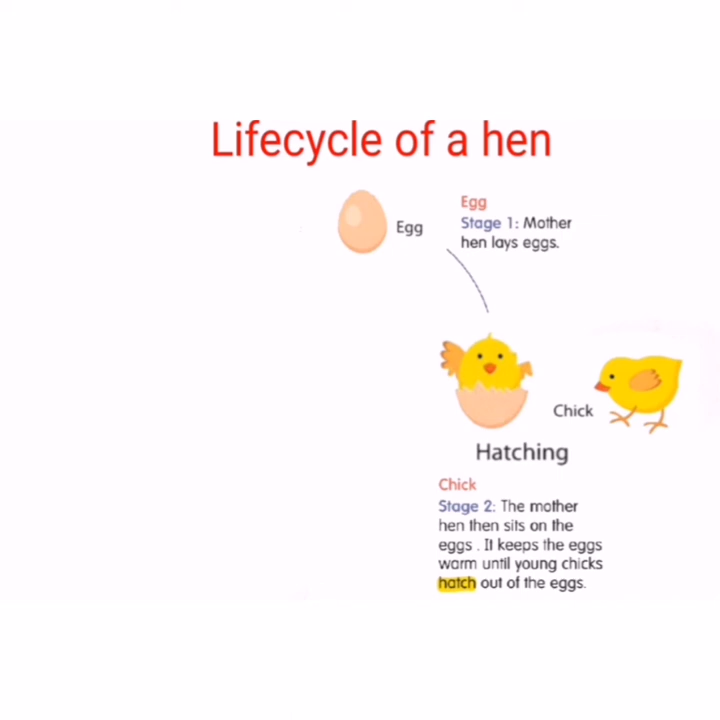 Lifecycle of a hen
Egg
Egg
Stage 1: Mother
hen lays eggs.
Chick
Hatching
Chick
Stage 2: The mother
hen then sits on the
eggs . It keeps the eggs
warm until young chicks
hatch out of the eggs.